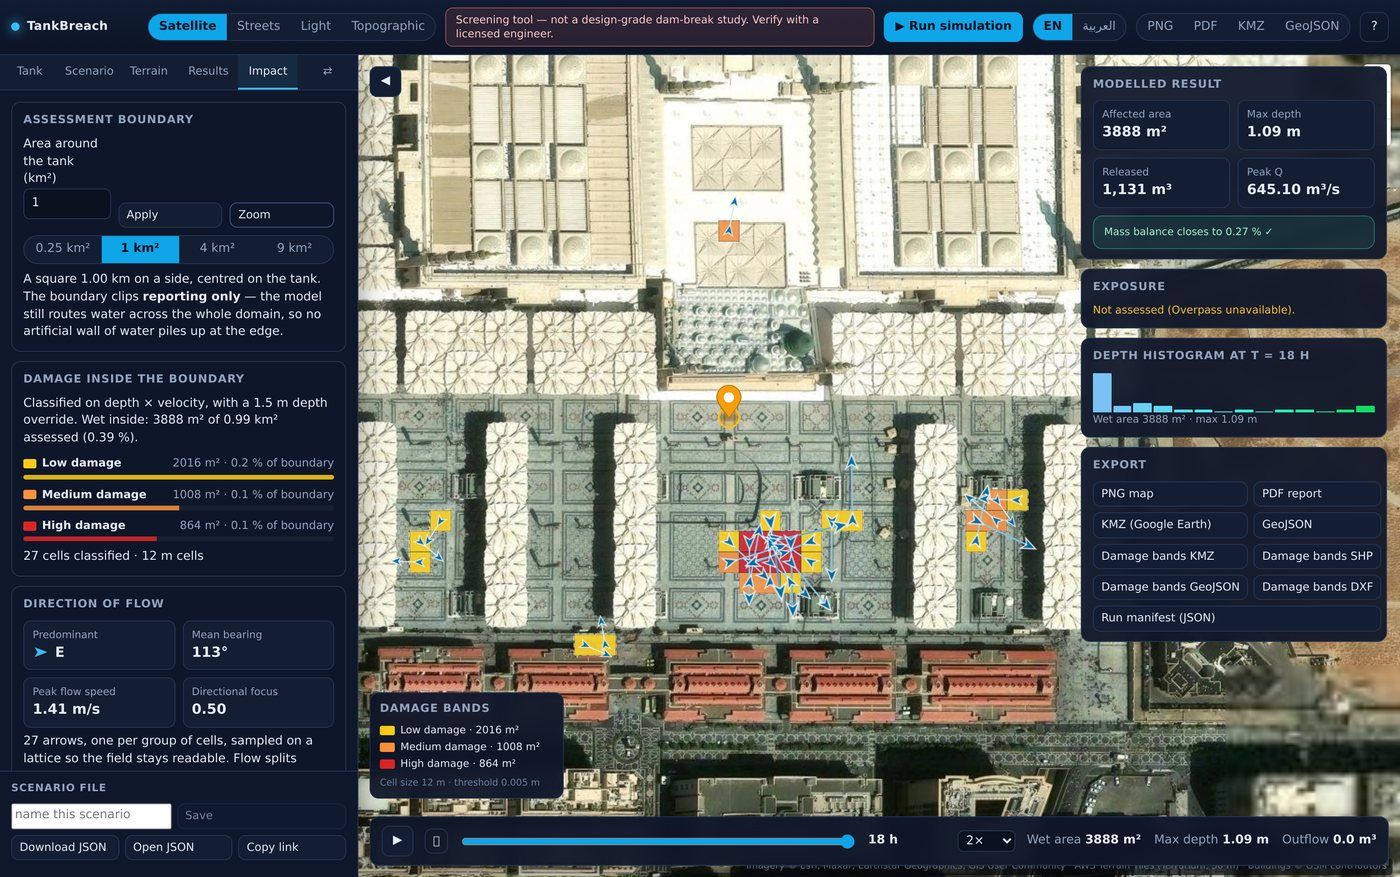 TankBreach
Satellite Streets Light Topographic
Screening tool — not a design-grade dam-break study. Verify with a
licensed engineer.
▶ Run simulation
EN العربية
PNG PDF KMZ GeoJSON
?
Tank Scenario Terrain Results Impact ⇄
◀
ASSESSMENT BOUNDARY
Area around
the tank
(km²)
1 Apply Zoom
0.25 km² 1 km² 4 km² 9 km²
A square 1.00 km on a side, centred on the tank.
The boundary clips reporting only — the model
still routes water across the whole domain, so no
artificial wall of water piles up at the edge.
DAMAGE INSIDE THE BOUNDARY
Classified on depth × velocity, with a 1.5 m depth
override. Wet inside: 3888 m² of 0.99 km²
assessed (0.39 %).
Low damage 2016 m² · 0.2 % of boundary
Medium damage 1008 m² · 0.1 % of boundary
High damage 864 m² · 0.1 % of boundary
27 cells classified · 12 m cells
DIRECTION OF FLOW
Predominant
➤ E
Mean bearing
113°
Peak flow speed
1.41 m/s
Directional focus
0.50
27 arrows, one per group of cells, sampled on a
lattice so the field stays readable. Flow splits
SCENARIO FILE
name this scenario Save
Download JSON Open JSON Copy link
MODELLED RESULT
Affected area
3888 m²
Max depth
1.09 m
Released
1,131 m³
Peak Q
645.10 m³/s
Mass balance closes to 0.27 % ✓
EXPOSURE
Not assessed (Overpass unavailable).
DEPTH HISTOGRAM AT T = 18 H
Wet area 3888 m² · max 1.09 m
EXPORT
PNG map PDF report
KMZ (Google Earth) GeoJSON
Damage bands KMZ Damage bands SHP
Damage bands GeoJSON Damage bands DXF
Run manifest (JSON)
DAMAGE BANDS
Low damage · 2016 m²
Medium damage · 1008 m²
High damage · 864 m²
Cell size 12 m · threshold 0.005 m
▶ 18 h 2× Wet area 3888 m² Max depth 1.09 m Outflow 0.0 m³